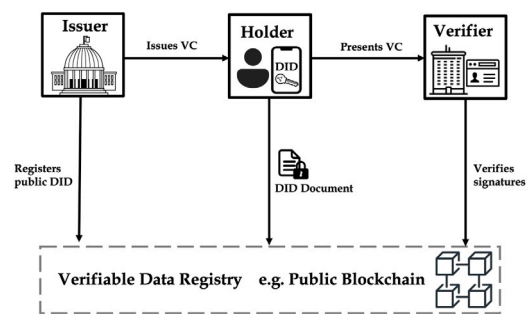 Issuer
Issues VC
Holder
DID
Presents VC
Verifier
Registers
public DID
DID Document
Verifies
signatures
Verifiable Data Registry e.g. Public Blockchain